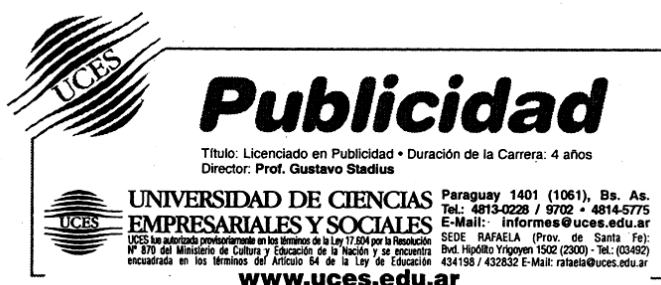 UCES
Publicidad
Título: Licenciado en Publicidad • Duración de la Carrera: 4 años
Director: Prof. Gustavo Stadius
UCES
UNIVERSIDAD DE CIENCIAS
EMPRESARIALES Y SOCIALES
UCES fue autorizada provisoriamente en los términos de la Ley 17.604 por la Resolución
Nº 870 del Ministerio de Cultura y Educación de la Nación y se encuentra
encuadrada en los términos del Artículo 64 de la Ley de Educación
Paraguay 1401 (1061), Bs. As.
Tel.: 4813-0228 / 9702 • 4814-5775
E-Mail: informes@uces.edu.ar
SEDE RAFAELA (Prov. de Santa Fe):
Bvd. Hipólito Yrigoyen 1502 (2300) - Tel.: (03492)
434198 / 432832 E-Mail: rafaela@uces.edu.ar
www.uces.edu.ar